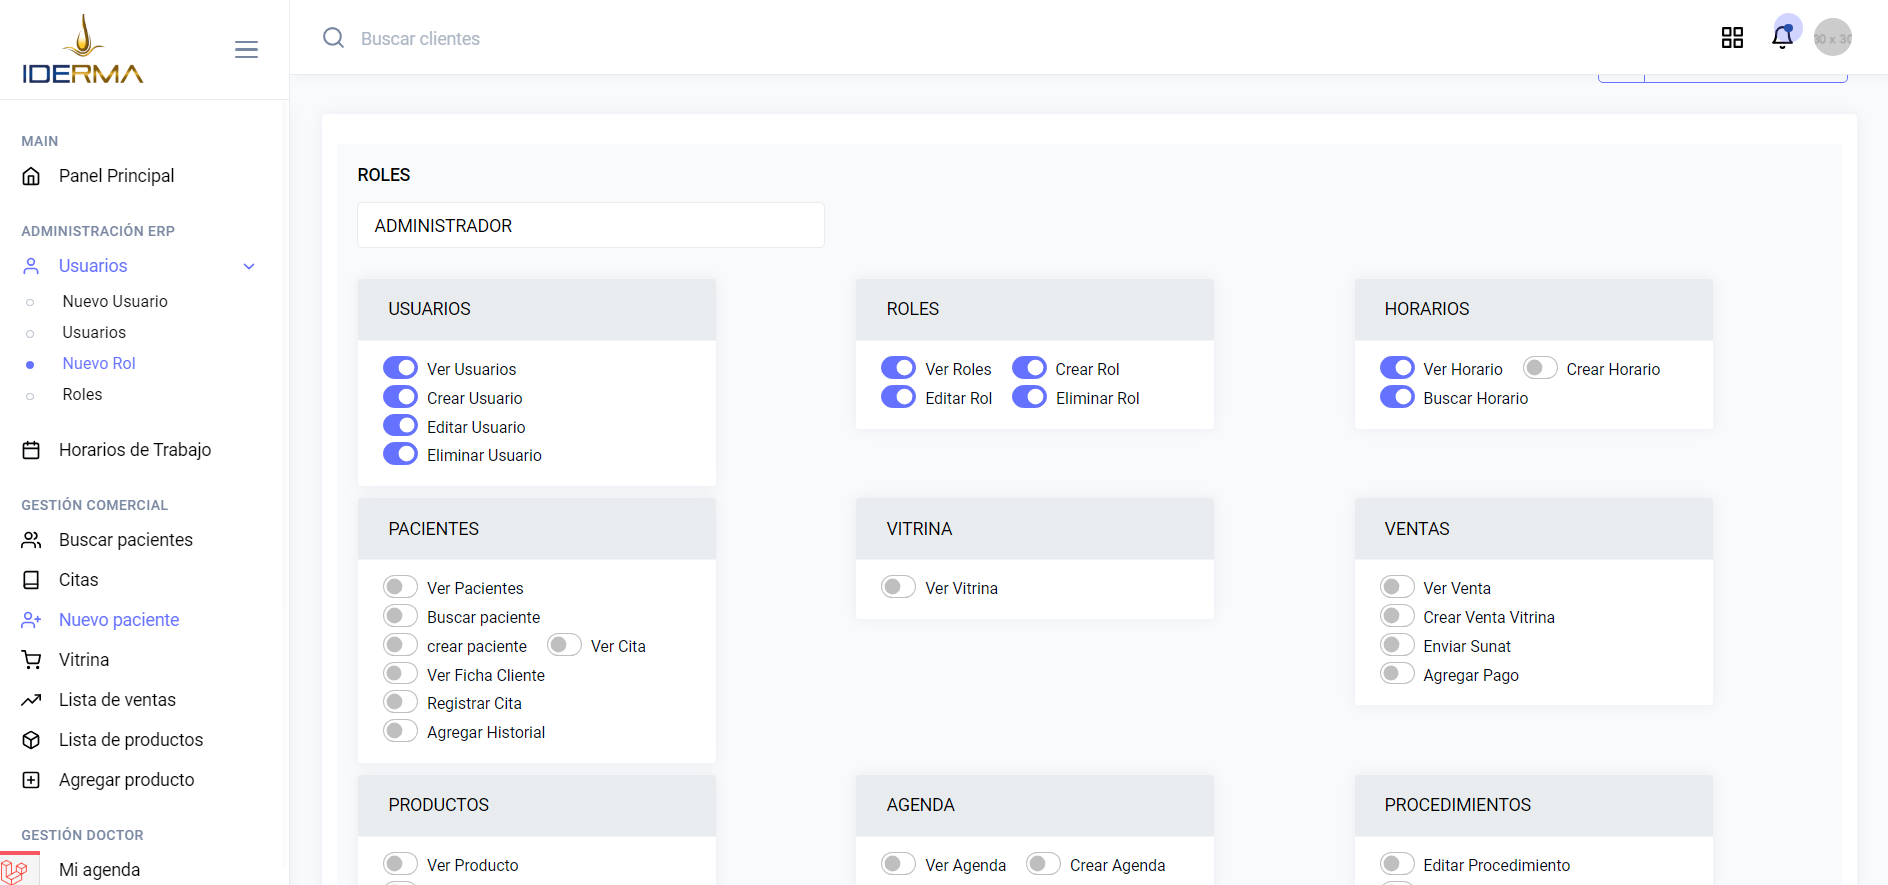 IDERMA
Buscar clientes
30 x 30
MAIN
Panel Principal
ADMINISTRACIÓN ERP
Usuarios
Nuevo Usuario
Usuarios
Nuevo Rol
Roles
Horarios de Trabajo
GESTIÓN COMERCIAL
Buscar pacientes
Citas
Nuevo paciente
Vitrina
Lista de ventas
Lista de productos
Agregar producto
GESTIÓN DOCTOR
Mi agenda
ROLES
ADMINISTRADOR
USUARIOS
Ver Usuarios
Crear Usuario
Editar Usuario
Eliminar Usuario
ROLES
Ver Roles Crear Rol
Editar Rol Eliminar Rol
HORARIOS
Ver Horario Crear Horario
Buscar Horario
PACIENTES
Ver Pacientes
Buscar paciente
crear paciente Ver Cita
Ver Ficha Cliente
Registrar Cita
Agregar Historial
VITRINA
Ver Vitrina
VENTAS
Ver Venta
Crear Venta Vitrina
Enviar Sunat
Agregar Pago
PRODUCTOS
Ver Producto
AGENDA
Ver Agenda Crear Agenda
PROCEDIMIENTOS
Editar Procedimiento